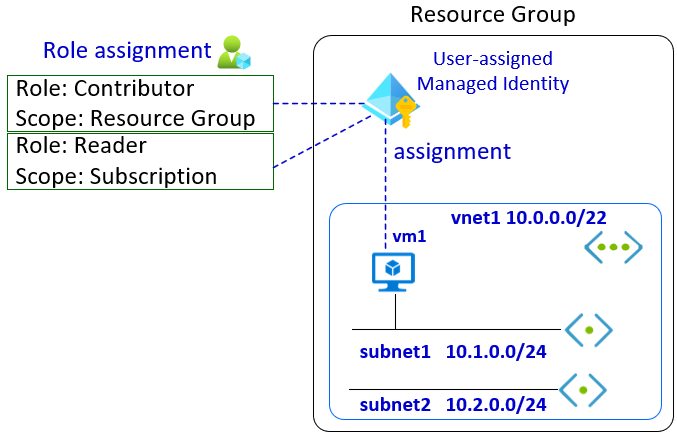 Resource Group
Role assignment
Role: Contributor
Scope: Resource Group
Role: Reader
Scope: Subscription
User-assigned
Managed Identity
assignment
vnet1 10.0.0.0/22
vm1
subnet1 10.1.0.0/24
subnet2 10.2.0.0/24